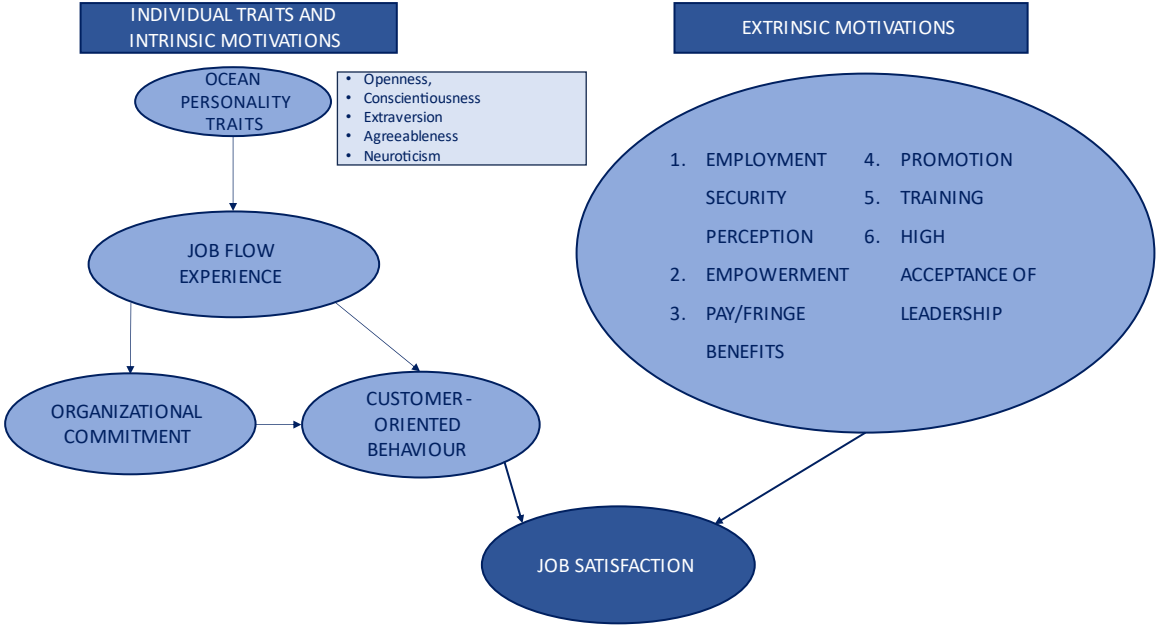 INDIVIDUAL TRAITS AND
INTRINSIC MOTIVATIONS
EXTRINSIC MOTIVATIONS
OCEAN
PERSONALITY
TRAITS
• Openness,
• Conscientiousness
• Extraversion
• Agreeableness
• Neuroticism
JOB FLOW
EXPERIENCE
ORGANIZATIONAL
COMMITMENT
CUSTOMER-
ORIENTED
BEHAVIOUR
1. EMPLOYMENT
SECURITY
PERCEPTION
2. EMPOWERMENT
3. PAY/FRINGE
BENEFITS
4. PROMOTION
5. TRAINING
6. HIGH
ACCEPTANCE OF
LEADERSHIP
JOB SATISFACTION